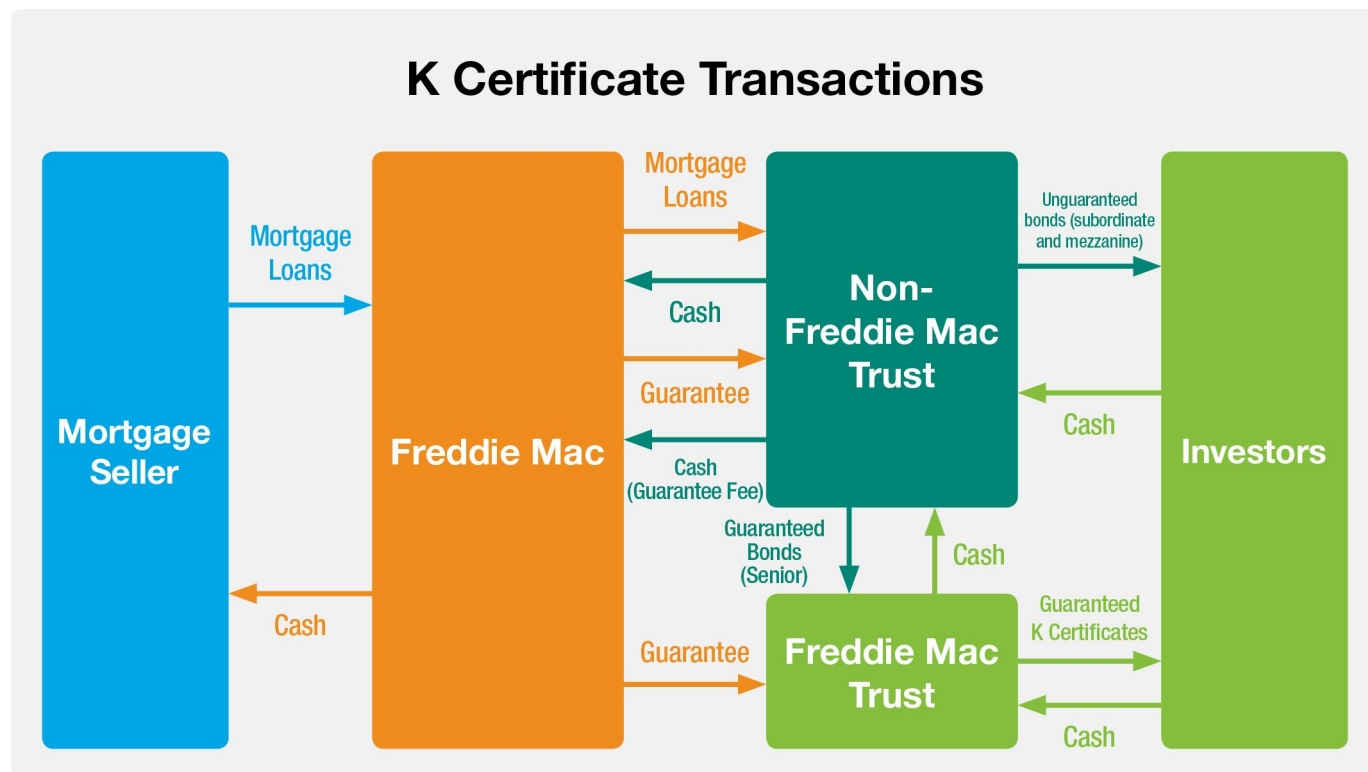 K Certificate Transactions
Mortgage
Seller
Mortgage
Loans
Cash
Freddie Mac
Mortgage
Loans
Cash
Guarantee
Cash
(Guarantee Fee)
Guarantee
Non-
Freddie Mac
Trust
Guaranteed
Bonds
(Senior)
Cash
Freddie Mac
Trust
Unguaranteed
bonds (subordinate
and mezzanine)
Cash
Guaranteed
K Certificates
Cash
Investors